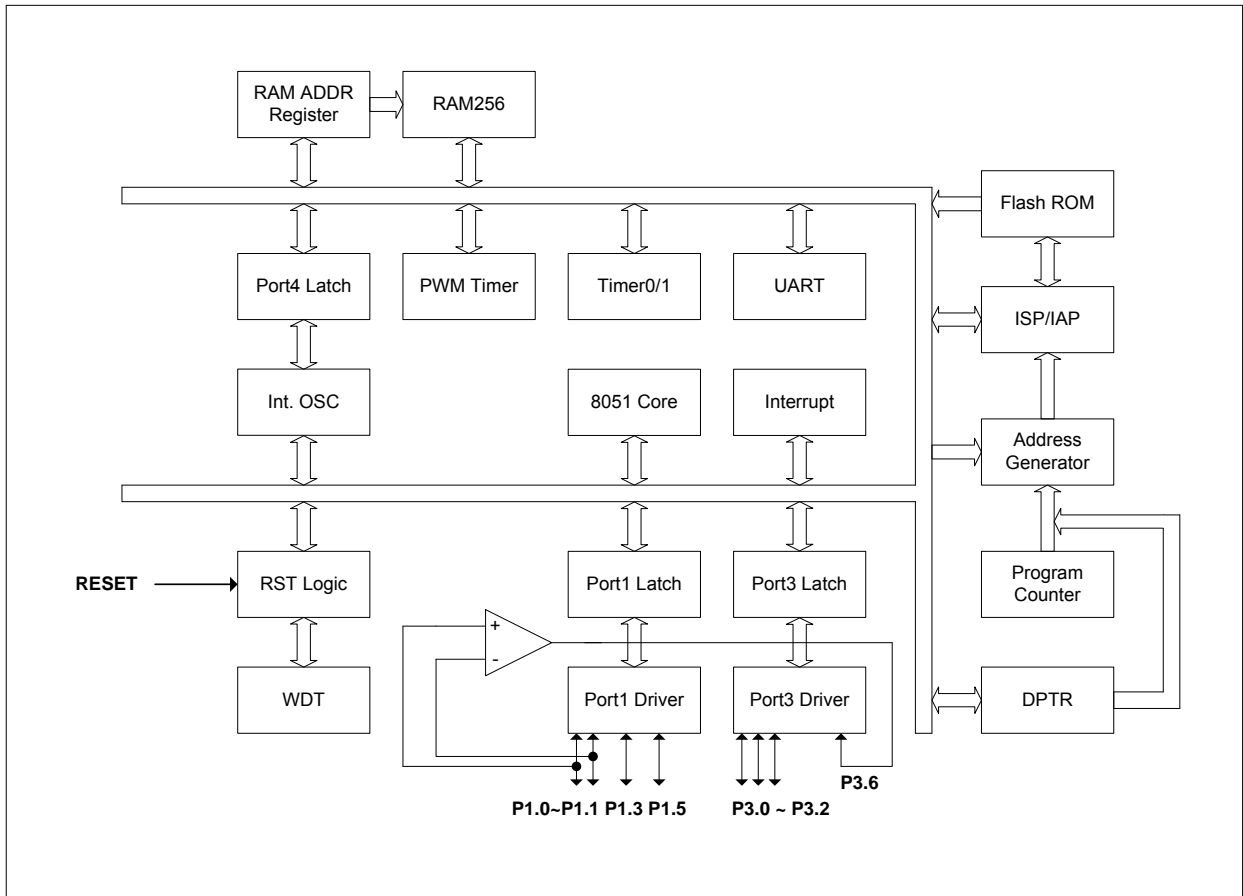 RAM ADDR
Register
RAM256
Flash ROM
Port4 Latch
PWM Timer
Timer0/1
UART
ISP/IAP
Int. OSC
8051 Core
Interrupt
Address
Generator
RESET
RST Logic
Port1 Latch
Port3 Latch
Program
Counter
+
-
WDT
Port1 Driver
Port3 Driver
DPTR
P3.6
P1.0~P1.1 P1.3 P1.5
P3.0 ~ P3.2